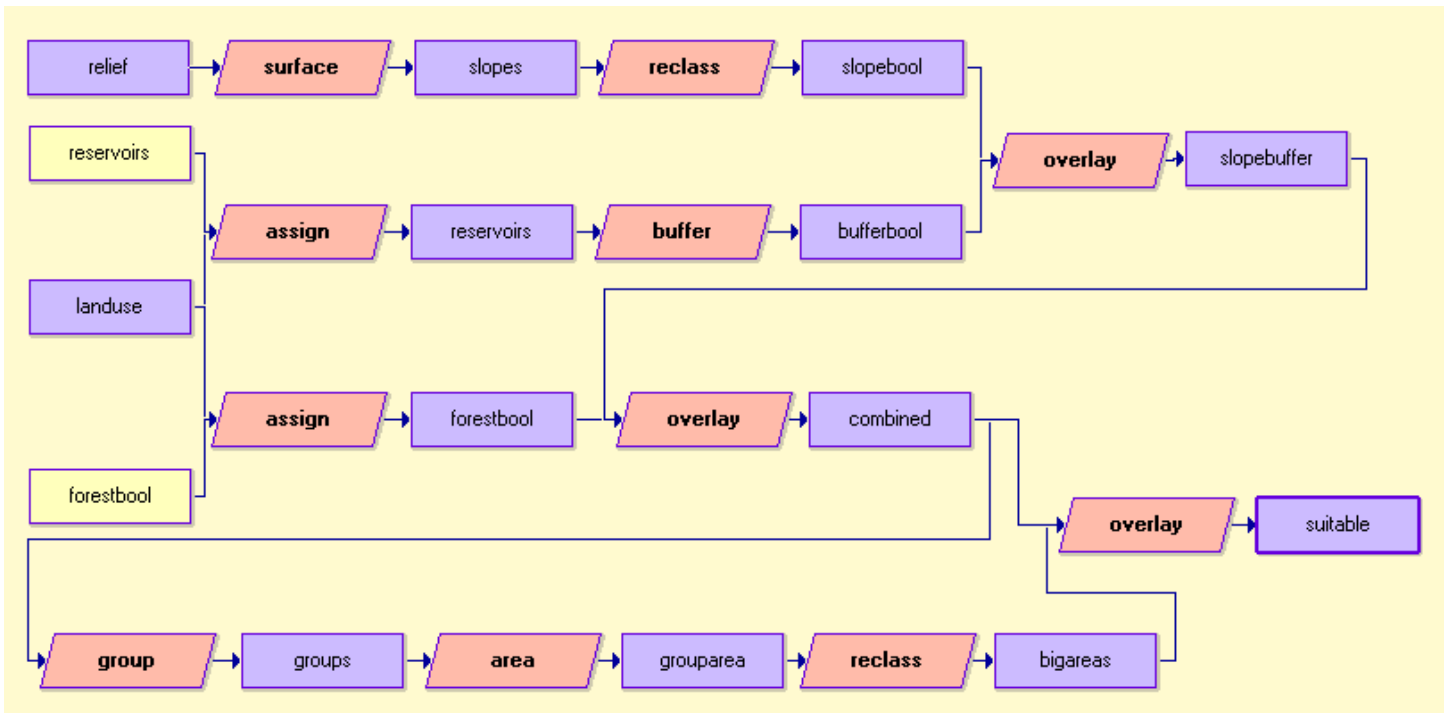 relief surface slopes reclass slopebool
reservoirs overlay slopebuffer
assign reservoirs buffer bufferbool
landuse
assign forestbool overlay combined
forestbool
overlay suitable
group groups area grouparea reclass bigareas